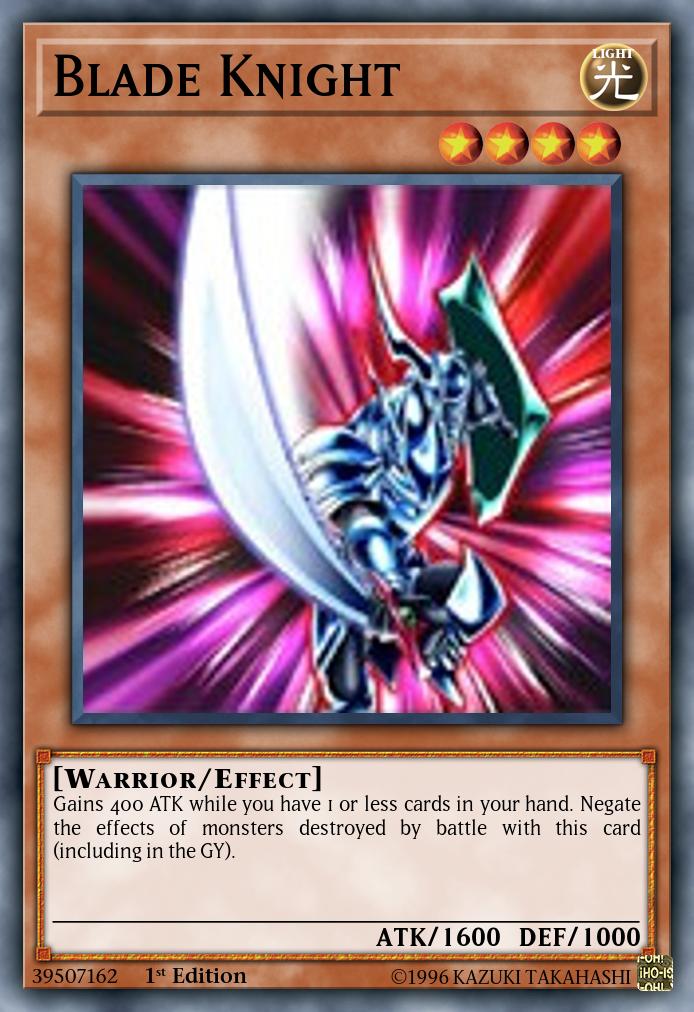 BLADE KNIGHT
LIGHT
光
[WARRIOR/EFFECT]
Gains 400 ATK while you have 1 or less cards in your hand. Negate
the effects of monsters destroyed by battle with this card
(including in the GY).
ATK/1600 DEF/1000
39507162 1st Edition ©1996 KAZUKI TAKAHASHI